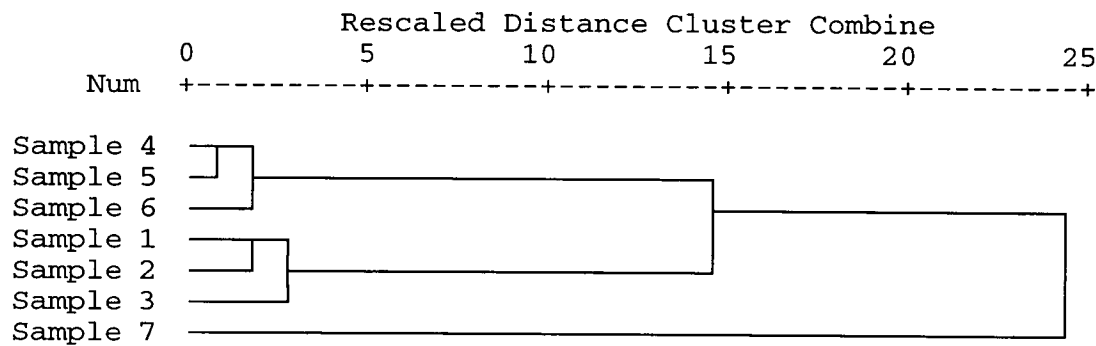 Rescaled Distance Cluster Combine
0 5 10 15 20 25
Num +---------+---------+---------+---------+---------+
Sample 4
Sample 5
Sample 6
Sample 1
Sample 2
Sample 3
Sample 7